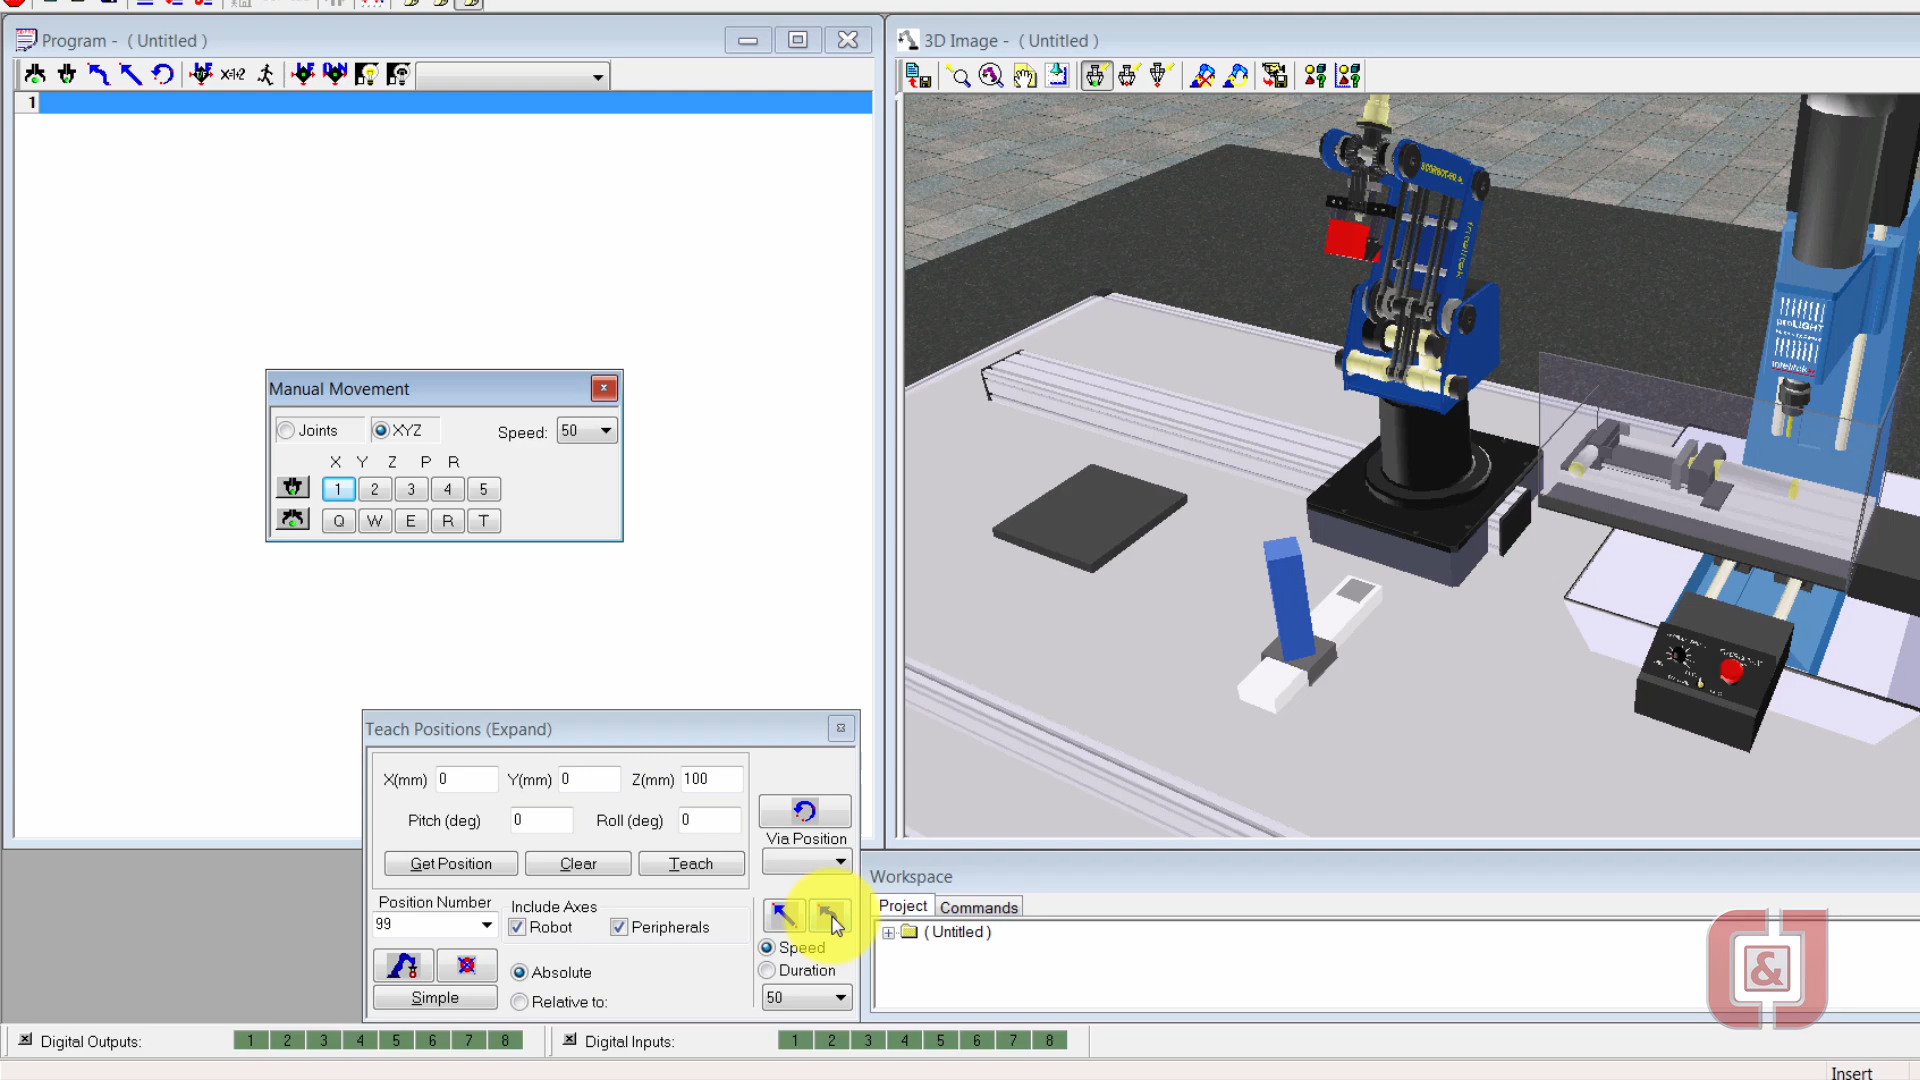 Program - ( Untitled )
X=1+2
1
Manual Movement
Joints XYZ Speed: 50
X Y Z P R
1 2 3 4 5
Q W E R T
Teach Positions (Expand)
X(mm) 0 Y(mm) 0 Z(mm) 100
Pitch (deg) 0 Roll (deg) 0
Get Position Clear Teach
Via Position
Position Number
99
Include Axes
Robot Peripherals
Absolute
Relative to:
Simple
Speed
Duration
50
3D Image - ( Untitled )
proLIGHT
intelitek
Workspace
Project Commands
( Untitled )
C&J
Digital Outputs: 1 2 3 4 5 6 7 8
Digital Inputs: 1 2 3 4 5 6 7 8
Insert